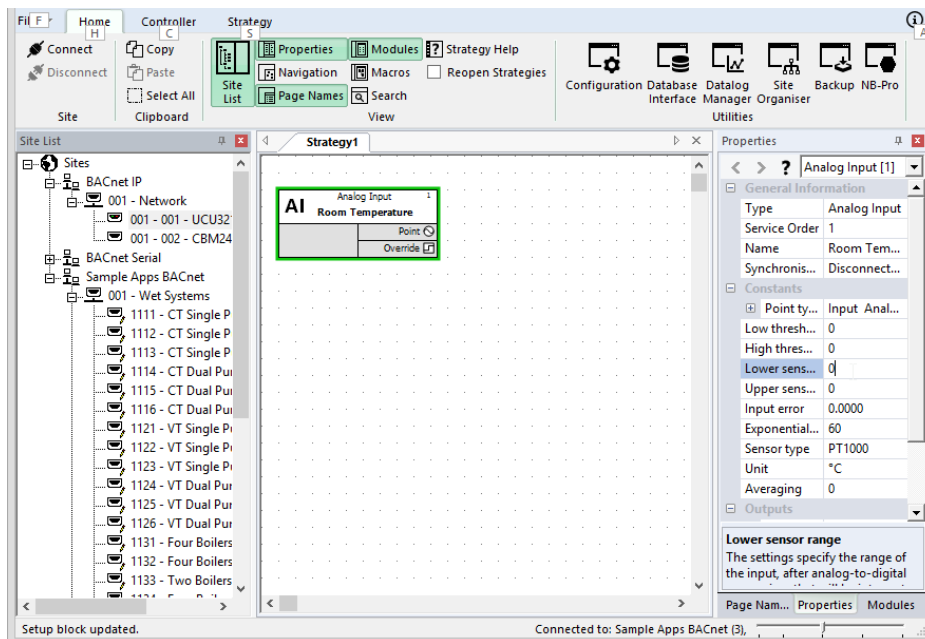 File F Home Controller Strategy
H C S A
Connect
Disconnect
Site
Copy
Paste
Select All
Clipboard
Site
List
Properties Modules Strategy Help
Navigation Macros Reopen Strategies
Page Names Search
View
Configuration Database Datalog Site Backup NB-Pro
Interface Manager Organiser
Utilities
Site List
Sites
BACnet IP
001 - Network
001 - 001 - UCU32
001 - 002 - CBM24
BACnet Serial
Sample Apps BACnet
001 - Wet Systems
1111 - CT Single P
1112 - CT Single P
1113 - CT Single P
1114 - CT Dual Pu
1115 - CT Dual Pu
1116 - CT Dual Pu
1121 - VT Single P
1122 - VT Single P
1123 - VT Single P
1124 - VT Dual Pur
1125 - VT Dual Pur
1126 - VT Dual Pur
1131 - Four Boilers
1132 - Four Boilers
1133 - Two Boilers
Strategy1
Analog Input 1
AI Room Temperature
Point
Override
Properties
? Analog Input [1]
General Information
Type Analog Input
Service Order 1
Name Room Tem...
Synchronis... Disconnect...
Constants
Point ty... Input Anal...
Low thresh... 0
High thres... 0
Lower sens... 0
Upper sens... 0
Input error 0.0000
Exponential... 60
Sensor type PT1000
Unit °C
Averaging 0
Outputs
Lower sensor range
The settings specify the range of
the input, after analog-to-digital
Page Nam... Properties Modules
Setup block updated.
Connected to: Sample Apps BACnet (3),